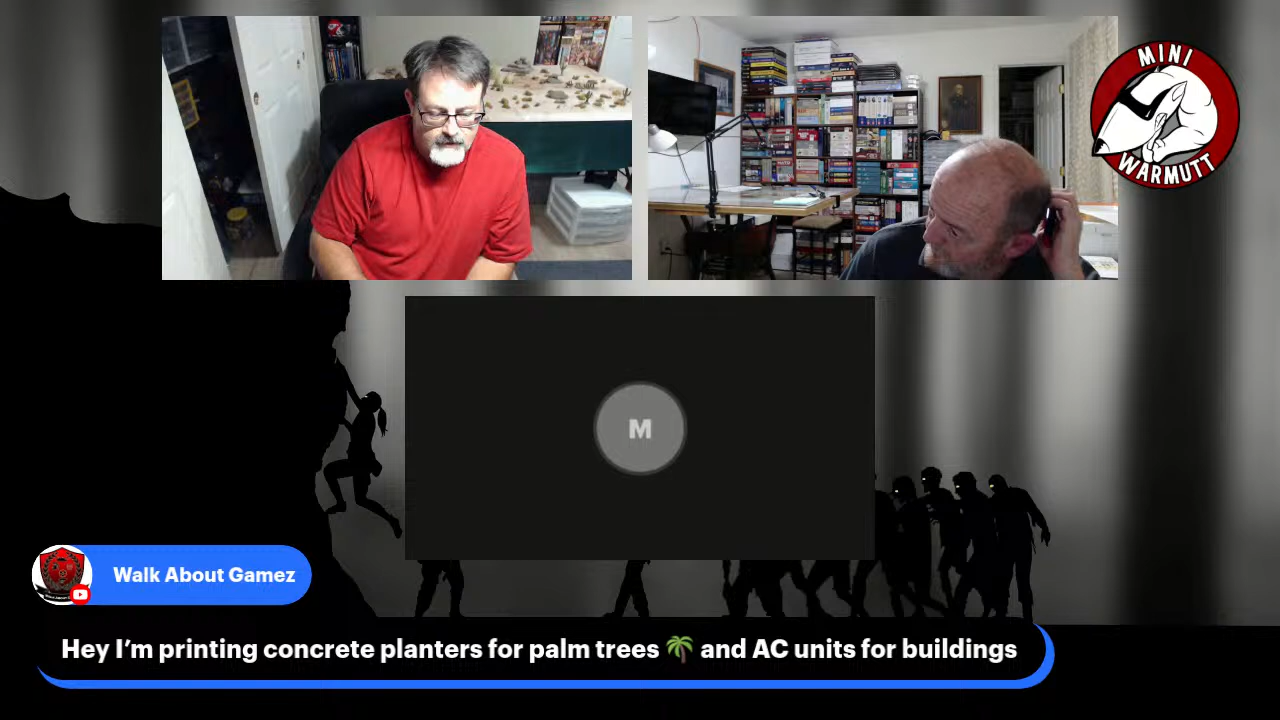 MINI
WARMUTT
M
Walk About Gamez
Hey I'm printing concrete planters for palm trees 🌴 and AC units for buildings